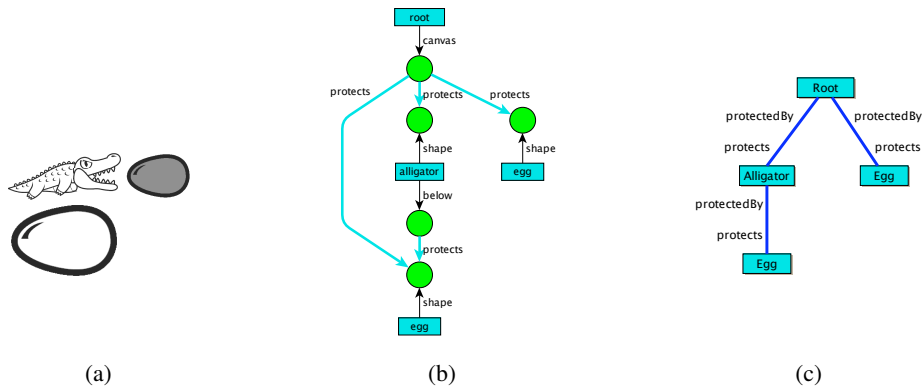 root
canvas
protects
protects
protects
shape
shape
alligator
egg
below
protects
shape
egg
Root
protectedBy
protectedBy
protects
protects
Alligator
Egg
protectedBy
protects
Egg
(a)
(b)
(c)